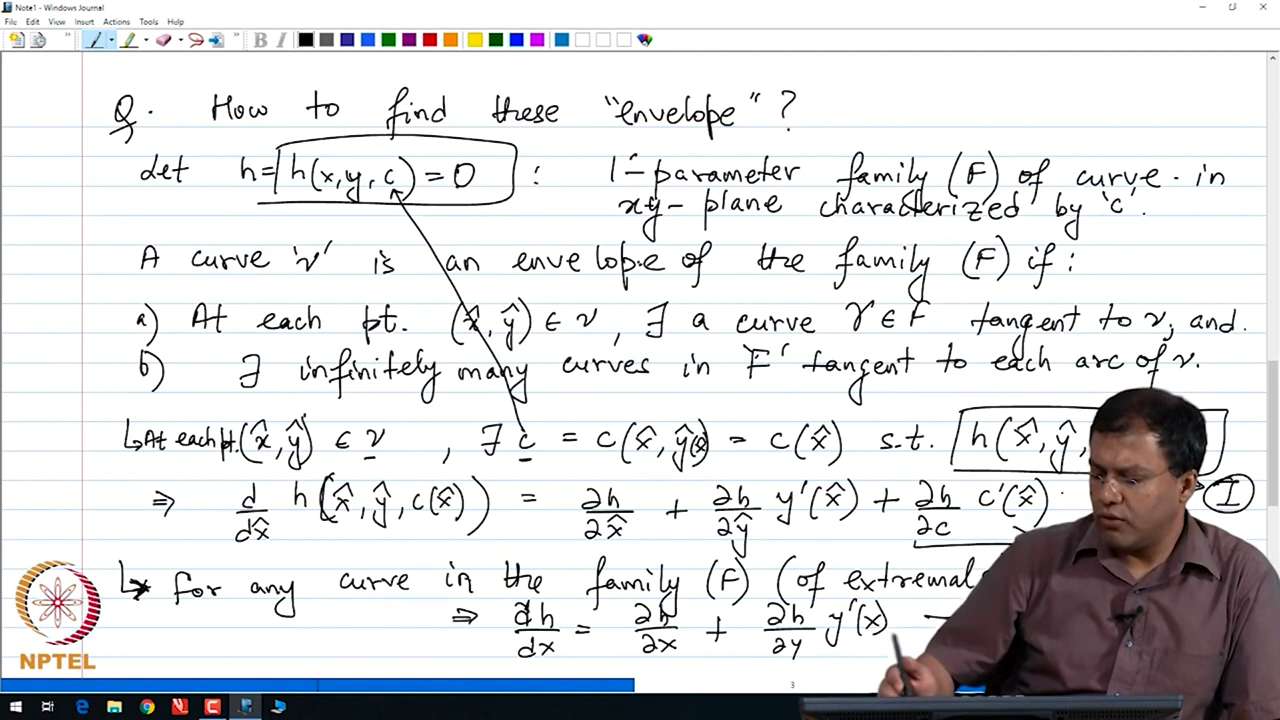 Note1 - Windows Journal
File Edit View Insert Actions Tools Help
Q. How to find these "envelope" ?
Let h = h(x, y, c) = 0 : 1-parameter family (F) of curve in
xy-plane characterized by 'c'.
A curve 'ν' is an envelope of the family (F) if :
a) At each pt. (x̂, ŷ) ∈ ν, ∃ a curve γ ∈ F tangent to ν, and.
b) ∃ infinitely many curves in 'F' tangent to each arc of ν.
↳ At each pt. (x̂, ŷ) ∈ ν , ∃ c = c(x̂, ŷ(x̂)) = c(x̂) s.t. h(x̂, ŷ,
⇒ d/dx̂ h(x̂, ŷ, c(x̂)) = ∂h/∂x̂ + ∂h/∂ŷ y'(x̂) + ∂h/∂c c'(x̂) I
↳ For any curve in the family (F) (of extremal
⇒ dh/dx = ∂h/∂x + ∂h/∂y y'(x) —
NPTEL
3